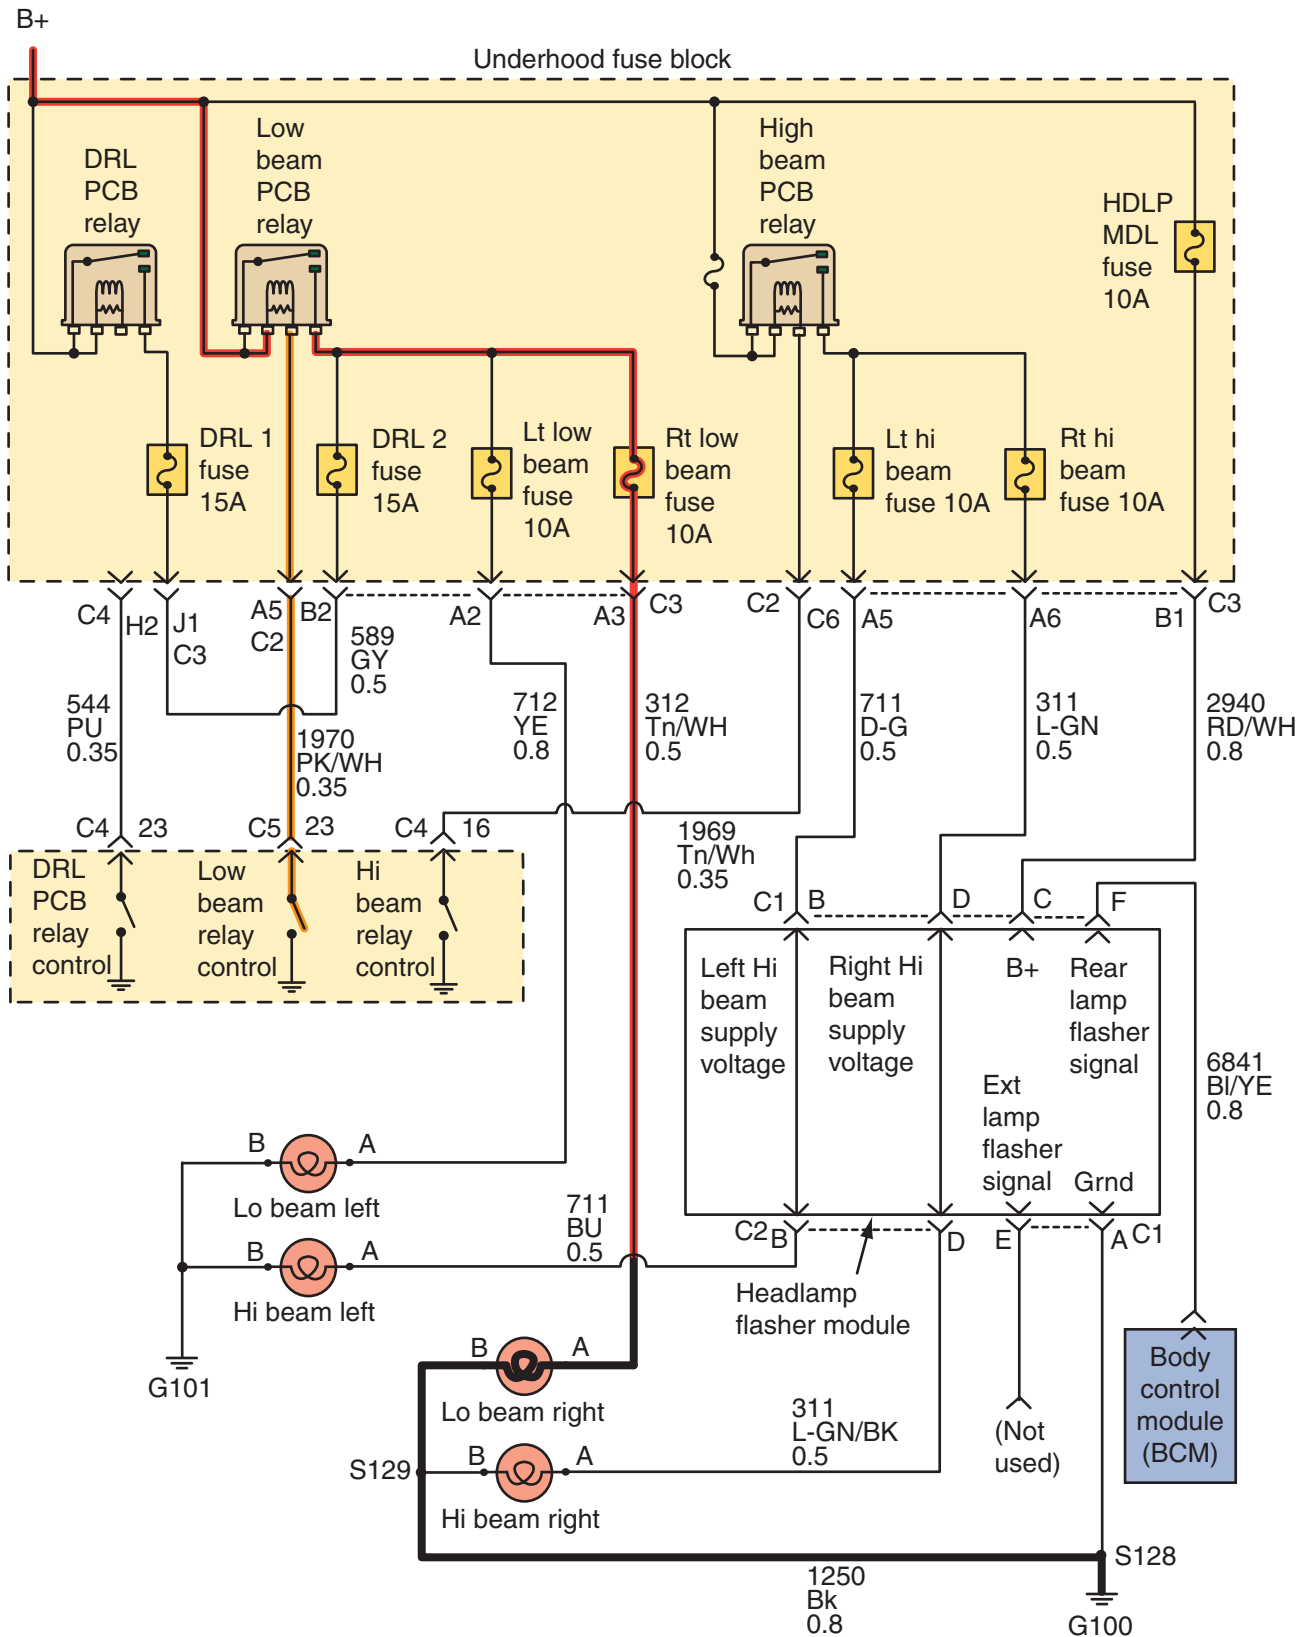 B+
Underhood fuse block
DRL
PCB
relay
Low
beam
PCB
relay
High
beam
PCB
relay
HDLP
MDL
fuse
10A
DRL 1
fuse
15A
DRL 2
fuse
15A
Lt low
beam
fuse
10A
Rt low
beam
fuse
10A
Lt hi
beam
fuse 10A
Rt hi
beam
fuse 10A
C4
H2
J1
C3
A5
C2
B2
A2
A3
C3
C2
C6
A5
A6
B1
C3
544
PU
0.35
589
GY
0.5
1970
PK/WH
0.35
712
YE
0.8
312
Tn/WH
0.5
711
D-G
0.5
311
L-GN
0.5
2940
RD/WH
0.8
C4
23
C5
23
C4
16
1969
Tn/Wh
0.35
DRL
PCB
relay
control
Low
beam
relay
control
Hi
beam
relay
control
C1
B
D
C
F
Left Hi
beam
supply
voltage
Right Hi
beam
supply
voltage
B+
Rear
lamp
flasher
signal
Ext
lamp
flasher
signal
Grnd
6841
Bl/YE
0.8
B
A
Lo beam left
711
BU
0.5
C2
B
D
E
A
C1
B
A
Hi beam left
Headlamp
flasher module
G101
B
A
Lo beam right
Body
control
module
(BCM)
311
L-GN/BK
0.5
(Not
used)
S129
B
A
Hi beam right
S128
1250
Bk
0.8
G100